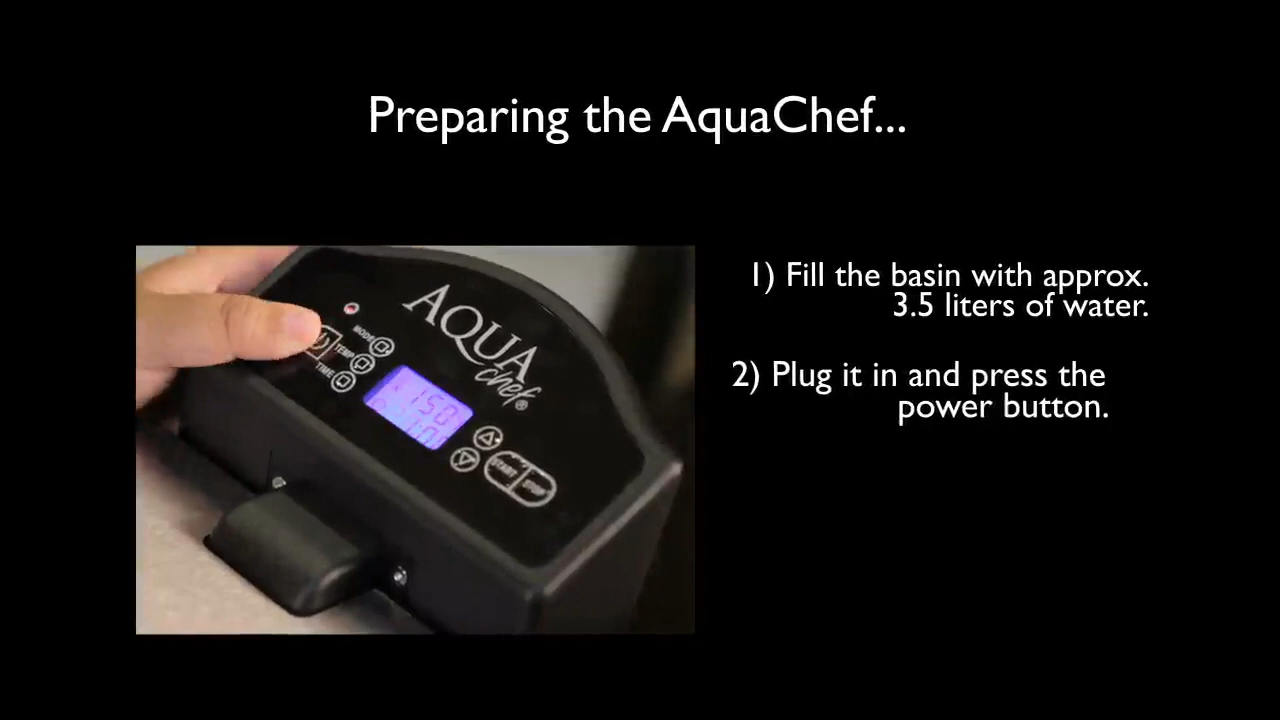 Preparing the AquaChef...
1) Fill the basin with approx.
3.5 liters of water.
2) Plug it in and press the
power button.
AQUA
chef®
MODE
TEMP
TIME
150
START STOP